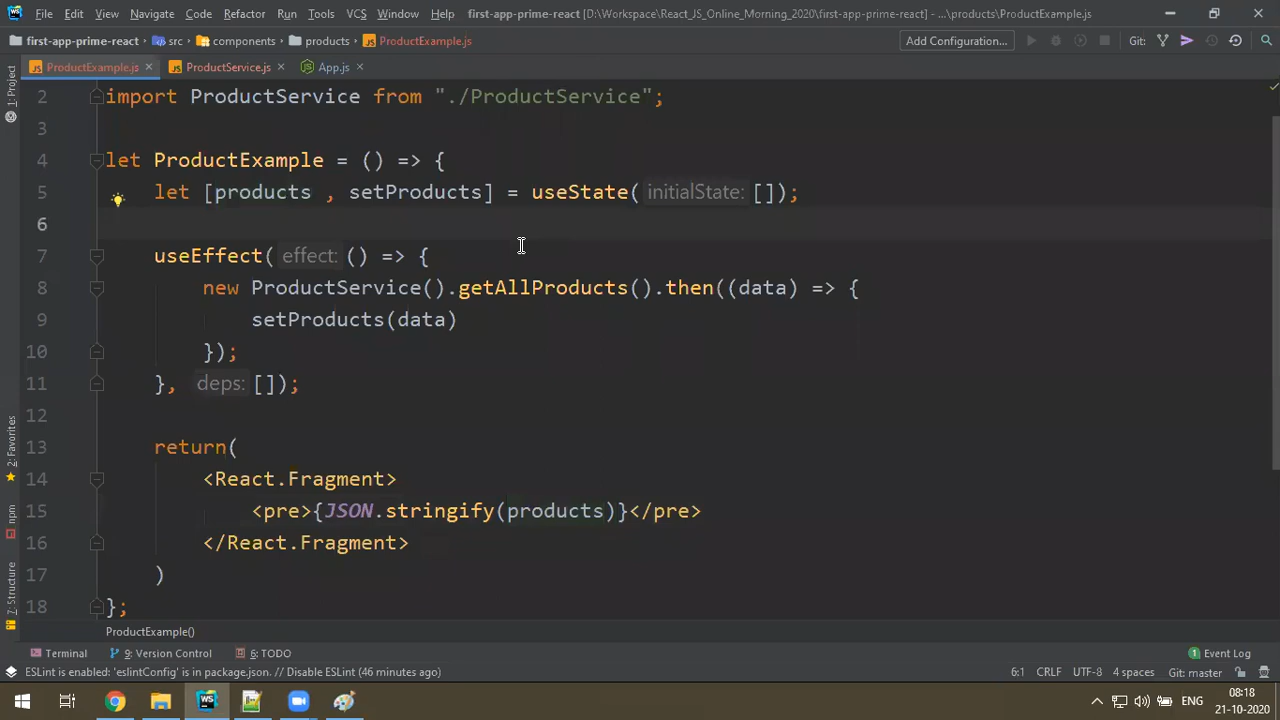 File Edit View Navigate Code Refactor Run Tools VCS Window Help first-app-prime-react [D:\Workspace\React_JS_Online_Morning_2020\first-app-prime-react] - ...\products\ProductExample.js
first-app-prime-react src components products ProductExample.js Add Configuration... Git:
ProductExample.js ProductService.js App.js
1: Project
2 import ProductService from "./ProductService";
3
4 let ProductExample = () => {
5 let [products , setProducts] = useState( initialState: []);
6
7 useEffect( effect: () => {
8 new ProductService().getAllProducts().then((data) => {
9 setProducts(data)
10 });
11 }, deps: []);
12
13 return(
14 <React.Fragment>
15 <pre>{JSON.stringify(products)}</pre>
16 </React.Fragment>
17 )
18 };
2: Favorites
npm
7: Structure
ProductExample()
Terminal 9: Version Control 6: TODO 1 Event Log
ESLint is enabled: 'eslintConfig' is in package.json. // Disable ESLint (46 minutes ago) 6:1 CRLF UTF-8 4 spaces Git: master
WS ENG 08:18
21-10-2020